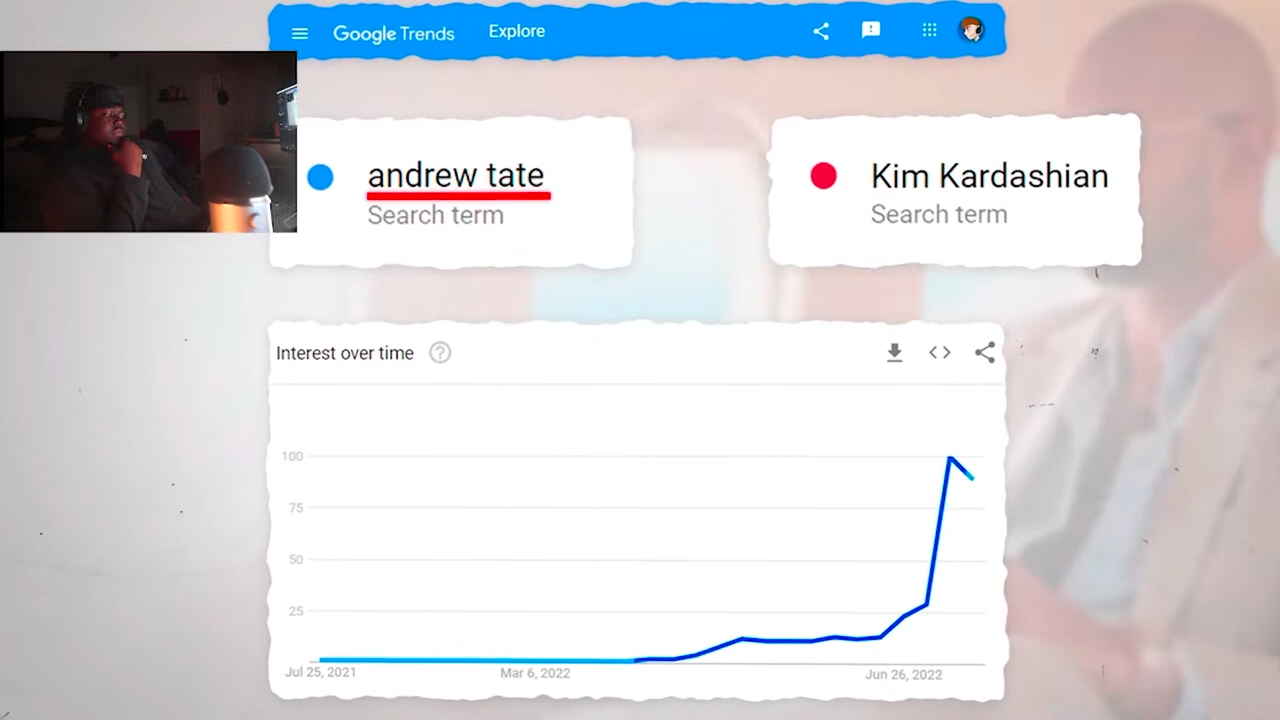 Google Trends Explore
andrew tate
Search term
Kim Kardashian
Search term
Interest over time ?
100
75
50
25
Jul 25, 2021 Mar 6, 2022 Jun 26, 2022